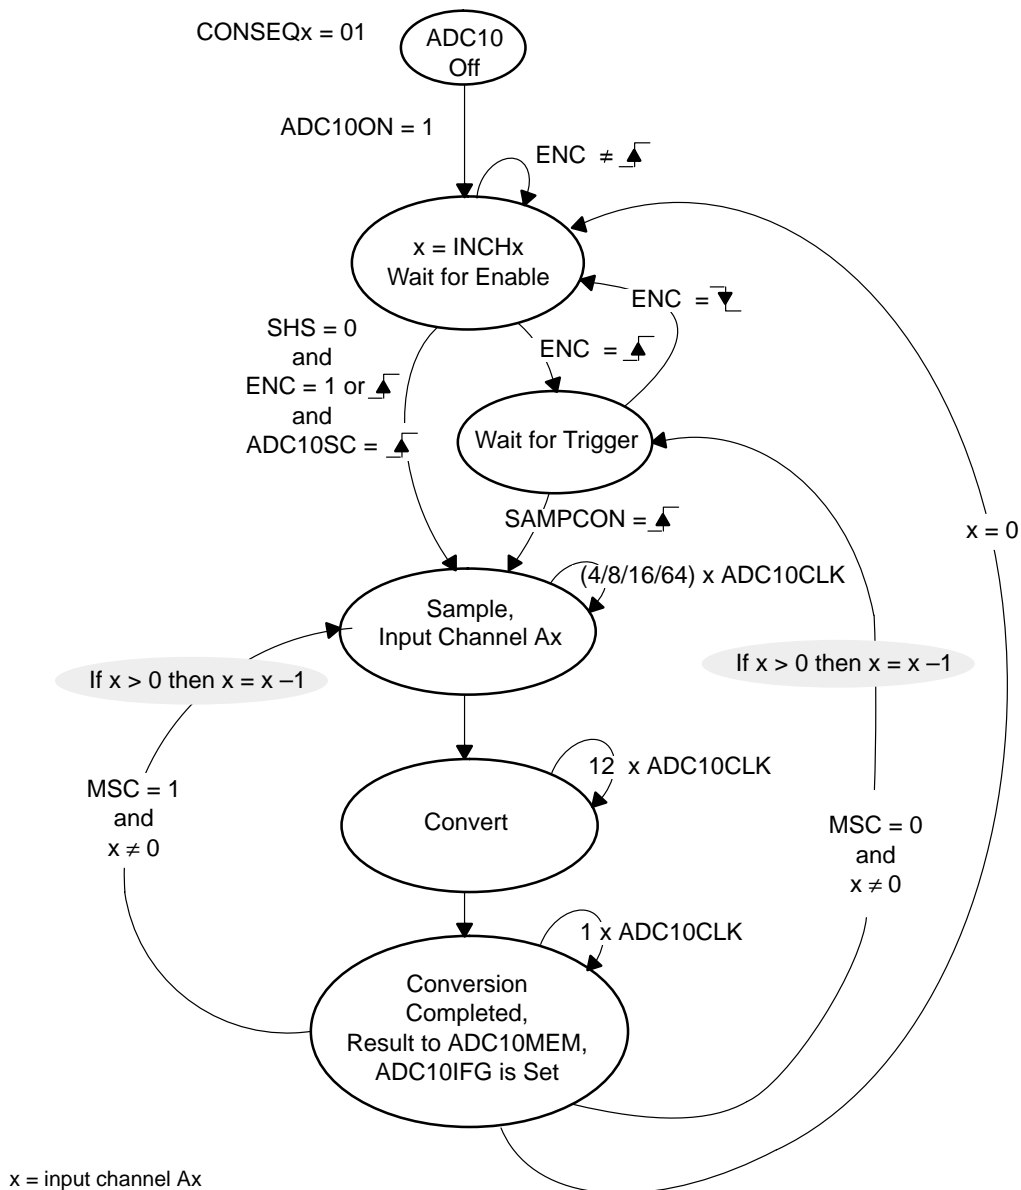 CONSEQx = 01
ADC10
Off
ADC10ON = 1
ENC ≠
x = INCHx
Wait for Enable
ENC =
SHS = 0
and
ENC = 1 or
and
ADC10SC =
ENC =
Wait for Trigger
SAMPCON =
x = 0
(4/8/16/64) x ADC10CLK
Sample,
Input Channel Ax
If x > 0 then x = x –1
If x > 0 then x = x –1
12 x ADC10CLK
MSC = 1
and
x ≠ 0
Convert
MSC = 0
and
x ≠ 0
1 x ADC10CLK
Conversion
Completed,
Result to ADC10MEM,
ADC10IFG is Set
x = input channel Ax